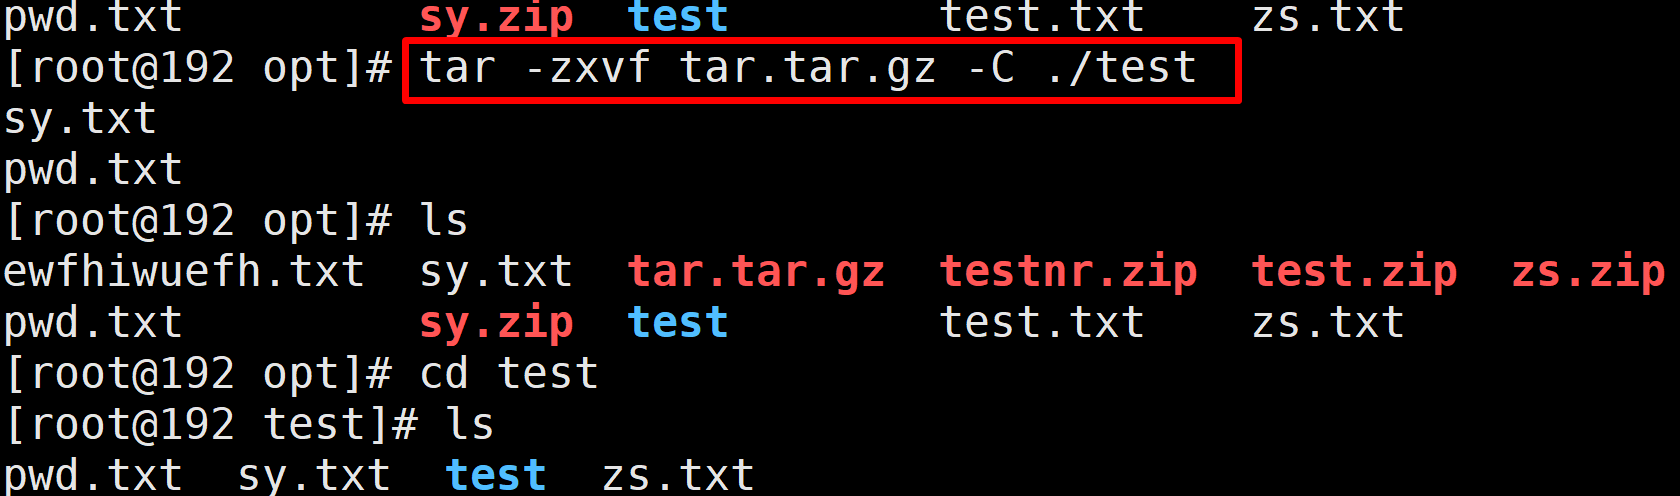 pwd.txt sy.zip test test.txt zs.txt
[root@192 opt]# tar -zxvf tar.tar.gz -C ./test
sy.txt
pwd.txt
[root@192 opt]# ls
ewfhiwuefh.txt sy.txt tar.tar.gz testnr.zip test.zip zs.zip
pwd.txt sy.zip test test.txt zs.txt
[root@192 opt]# cd test
[root@192 test]# ls
pwd.txt sy.txt test zs.txt